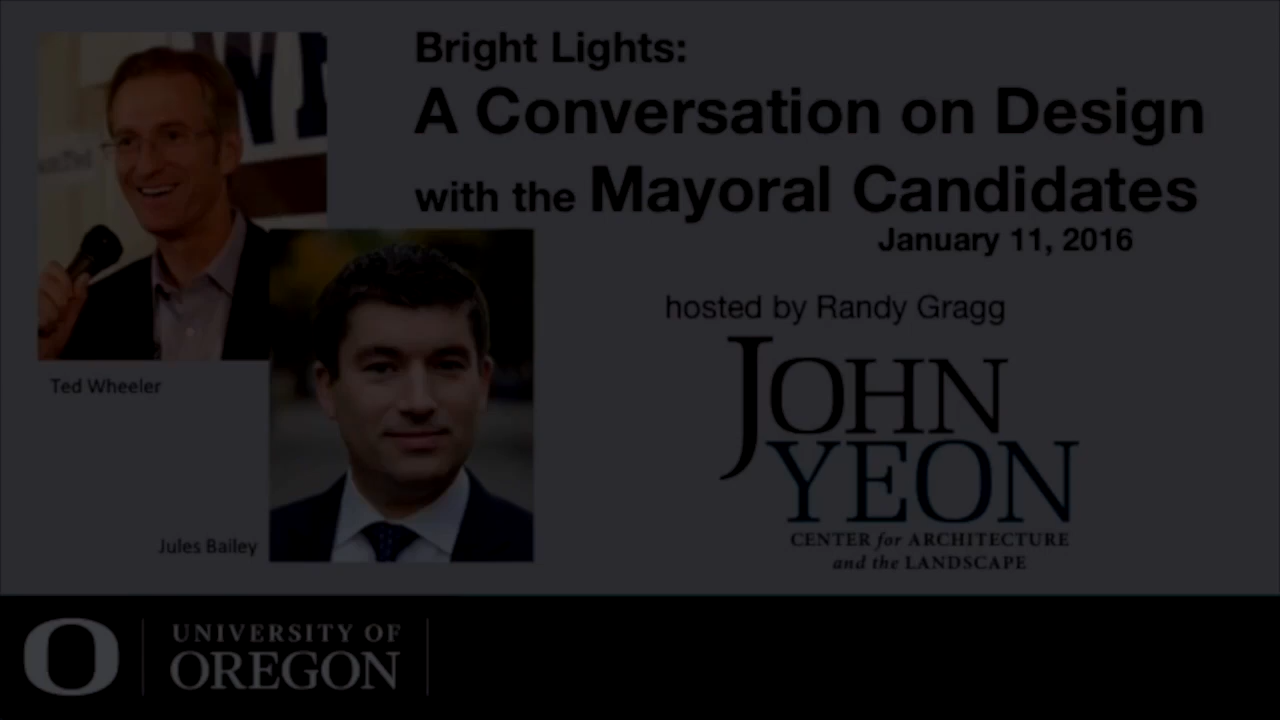 Bright Lights:
A Conversation on Design
with the Mayoral Candidates
January 11, 2016
hosted by Randy Gragg
Ted Wheeler
Jules Bailey
JOHN
YEON
CENTER for ARCHITECTURE
and the LANDSCAPE
O
UNIVERSITY OF
OREGON